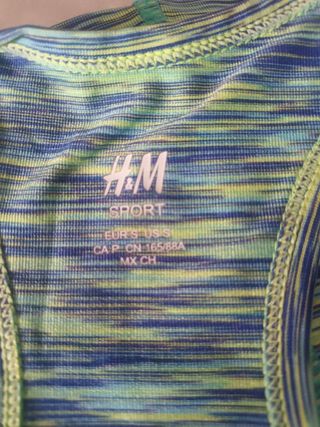 H&M
SPORT
EUR S US S
CA P CN 165/88A
MX CH